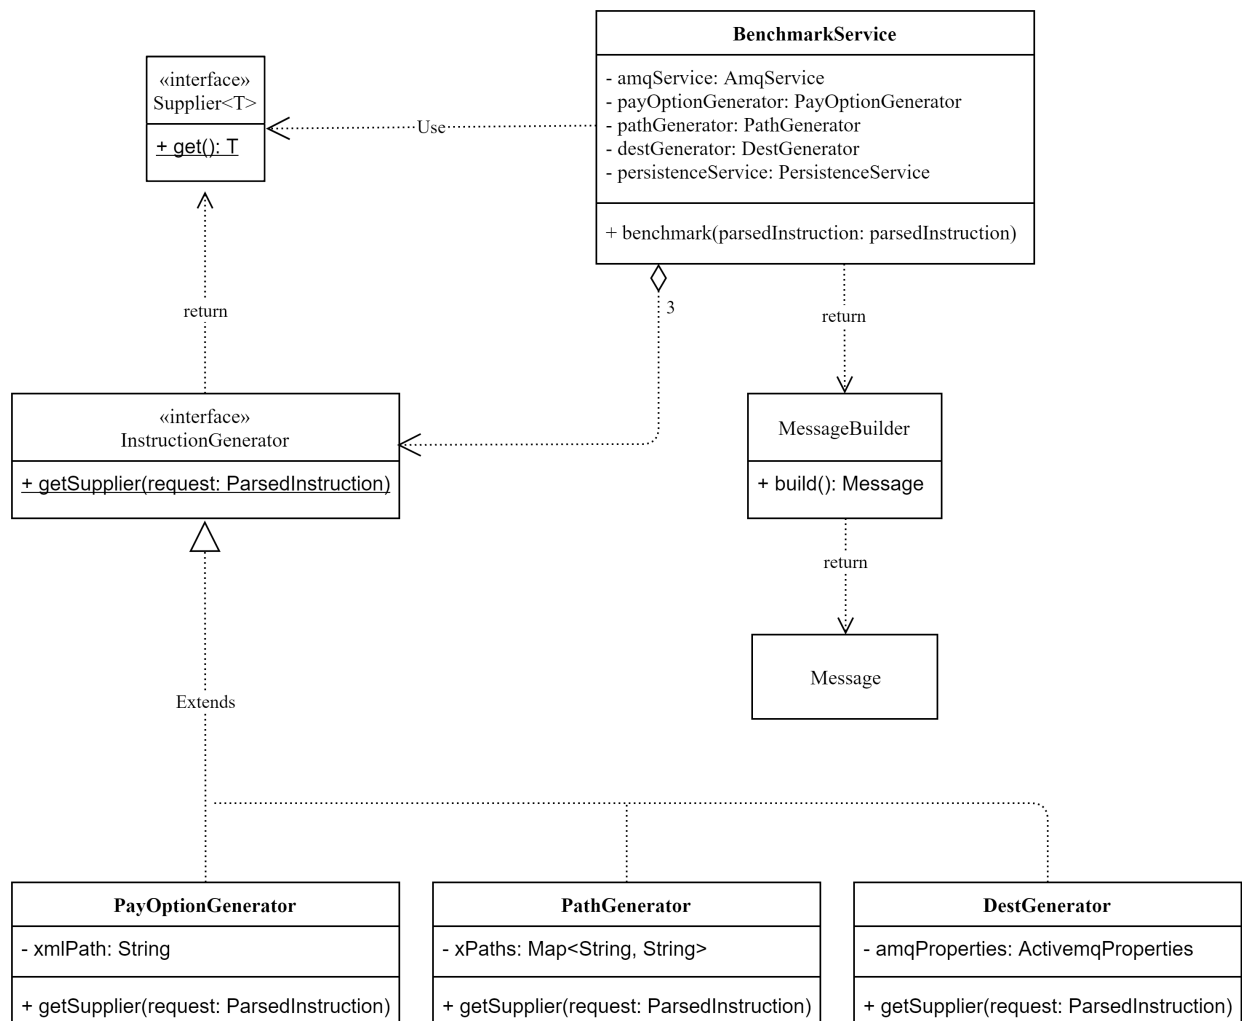 BenchmarkService
- amqService: AmqService
- payOptionGenerator: PayOptionGenerator
- pathGenerator: PathGenerator
- destGenerator: DestGenerator
- persistenceService: PersistenceService
+ benchmark(parsedInstruction: parsedInstruction)
«interface»
Supplier<T>
+ get(): T
Use
return
3
return
«interface»
InstructionGenerator
+ getSupplier(request: ParsedInstruction)
MessageBuilder
+ build(): Message
return
Message
Extends
PayOptionGenerator
- xmlPath: String
+ getSupplier(request: ParsedInstruction)
PathGenerator
- xPaths: Map<String, String>
+ getSupplier(request: ParsedInstruction)
DestGenerator
- amqProperties: ActivemqProperties
+ getSupplier(request: ParsedInstruction)